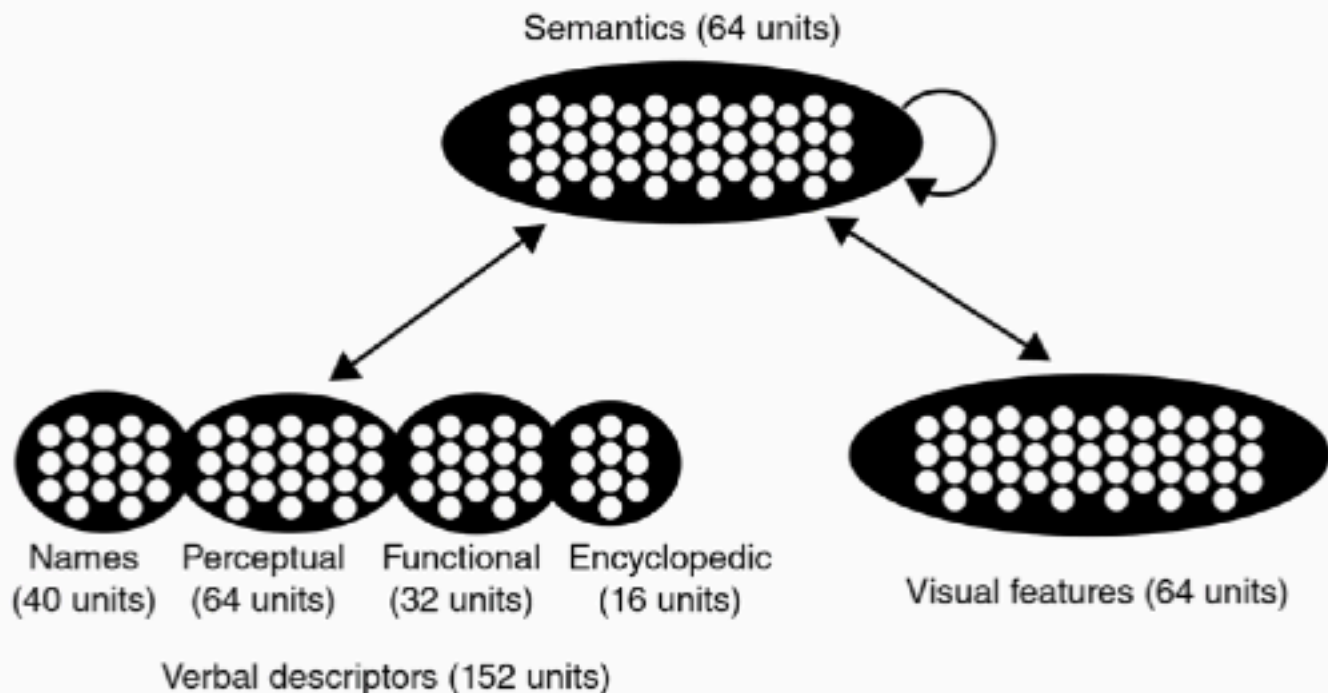 Semantics (64 units)
Names
(40 units)
Perceptual
(64 units)
Functional
(32 units)
Encyclopedic
(16 units)
Visual features (64 units)
Verbal descriptors (152 units)